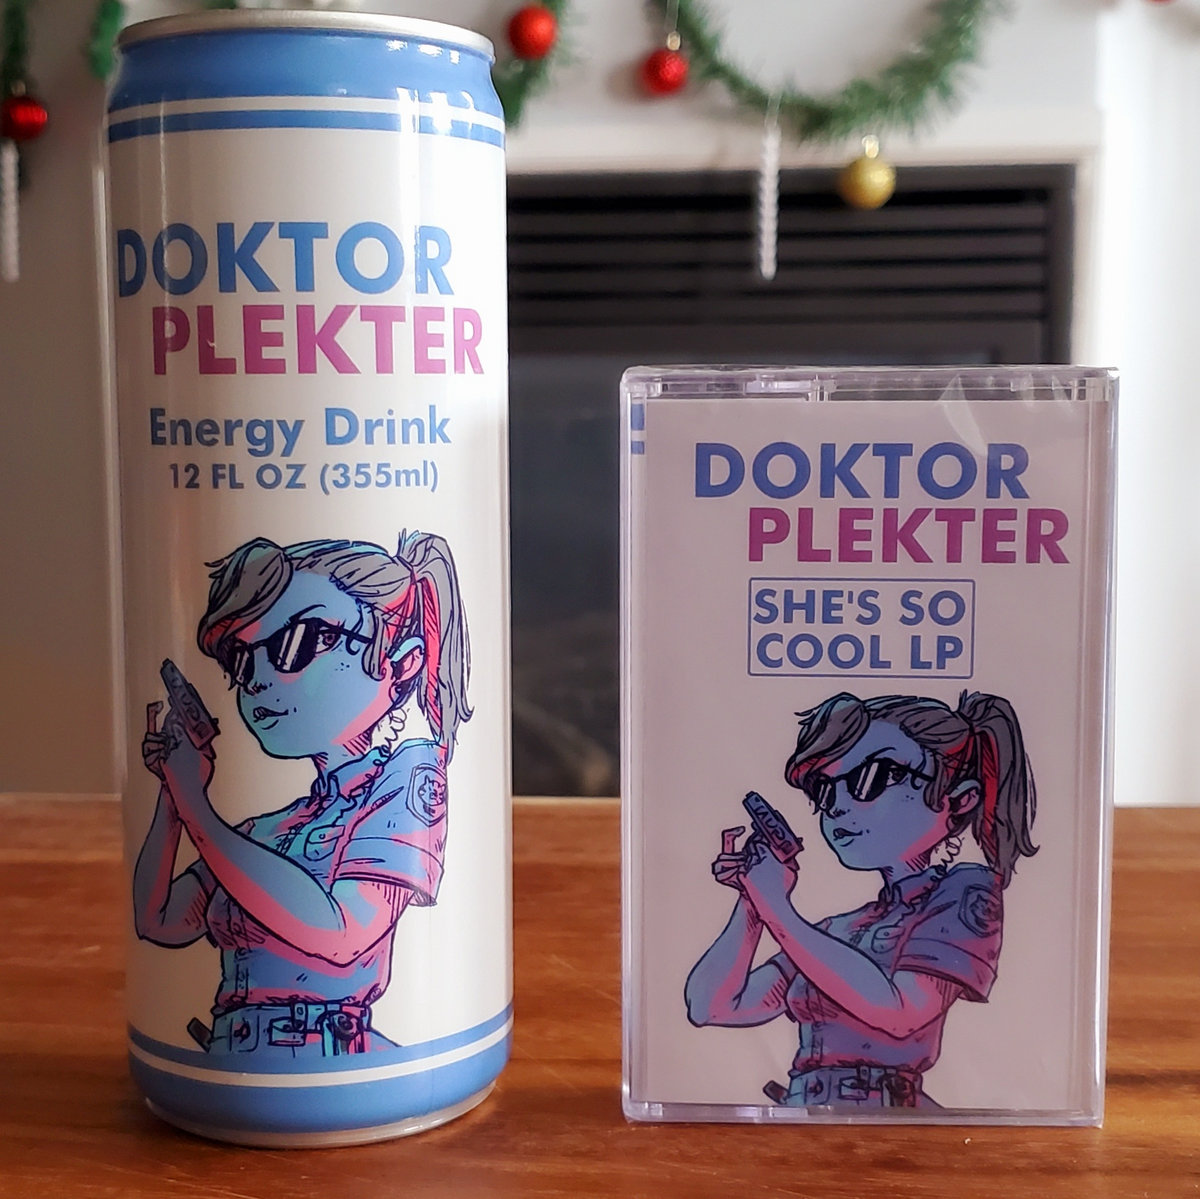 DOKTOR
PLEKTER
Energy Drink
12 FL OZ (355ml)
DOKTOR
PLEKTER
SHE'S SO
COOL LP